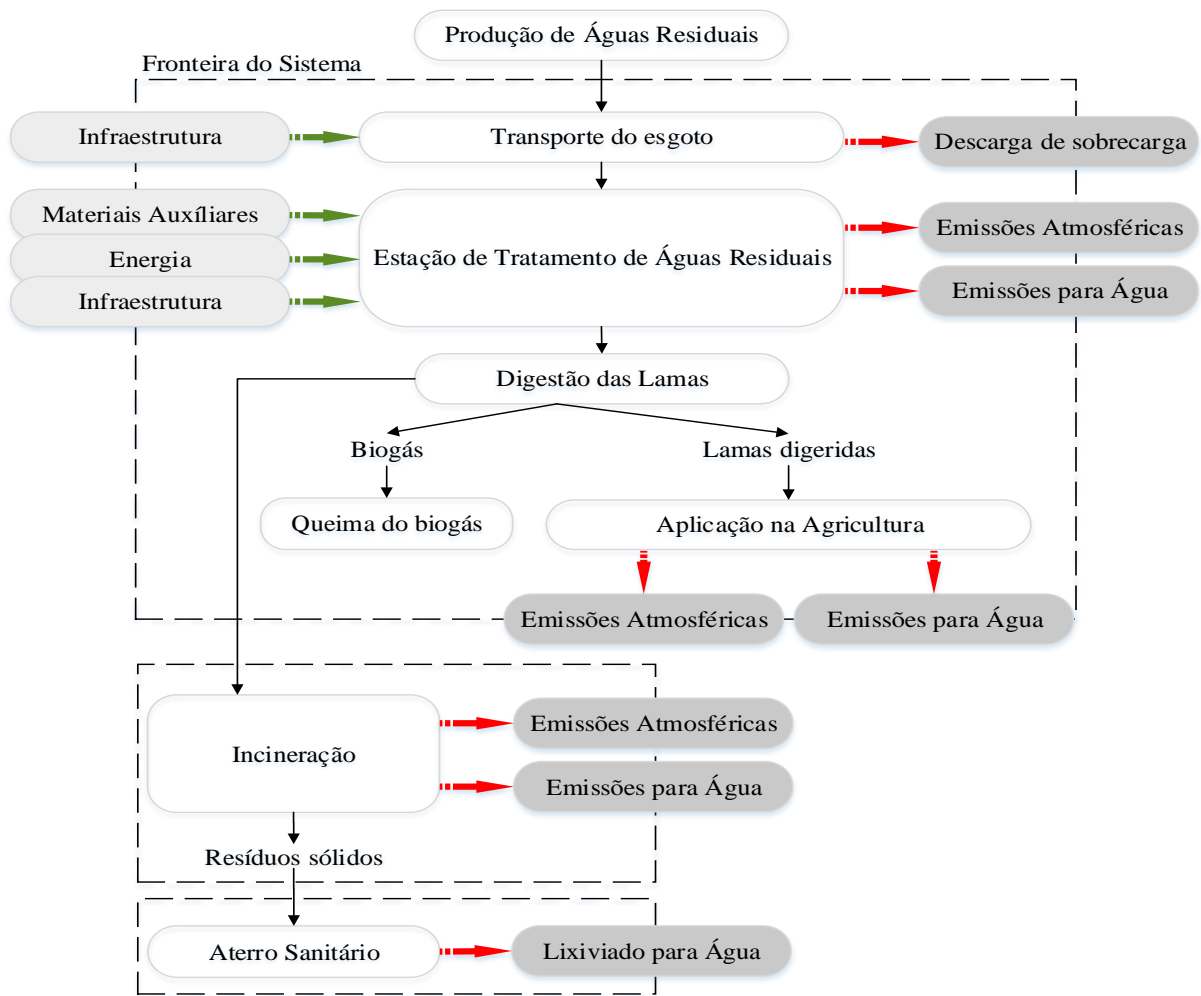 Produção de Águas Residuais
Fronteira do Sistema
Infraestrutura
Transporte do esgoto
Descarga de sobrecarga
Materiais Auxíliares
Energia
Infraestrutura
Estação de Tratamento de Águas Residuais
Emissões Atmosféricas
Emissões para Água
Digestão das Lamas
Biogás
Lamas digeridas
Queima do biogás
Aplicação na Agricultura
Emissões Atmosféricas
Emissões para Água
Incineração
Emissões Atmosféricas
Emissões para Água
Resíduos sólidos
Aterro Sanitário
Lixiviado para Água